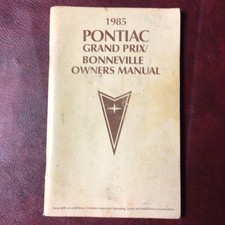 1985
PONTIAC
GRAND PRIX/
BONNEVILLE
OWNERS MANUAL